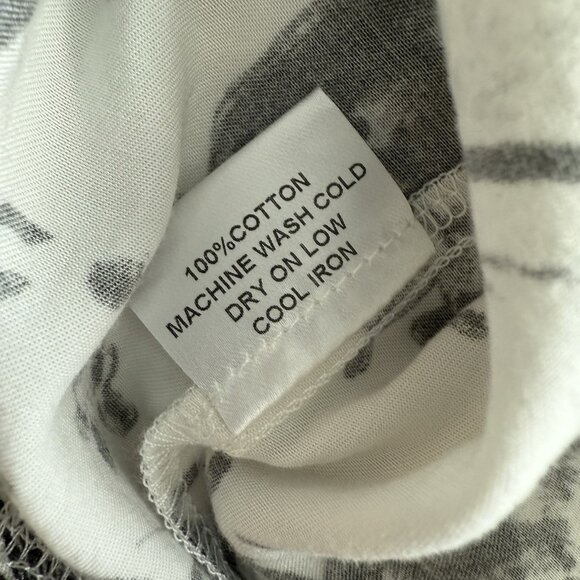 100%COTTON
MACHINE WASH COLD
DRY ON LOW
COOL IRON